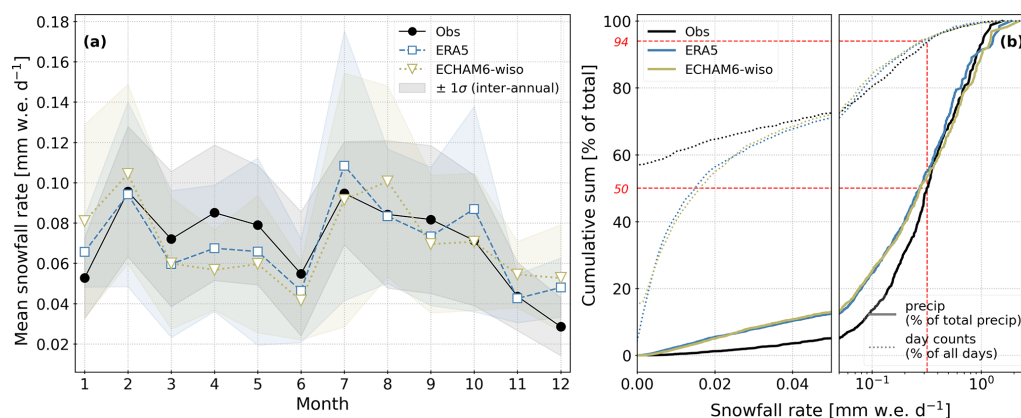 (a)
Obs
ERA5
ECHAM6-wiso
± 1σ (inter-annual)
0.18
0.16
0.14
0.12
0.10
0.08
0.06
0.04
0.02
Mean snowfall rate [mm w.e. d⁻¹]
1 2 3 4 5 6 7 8 9 10 11 12
Month
(b)
Obs
ERA5
ECHAM6-wiso
100
94
80
60
50
40
20
0
Cumulative sum [% of total]
precip
(% of total precip)
day counts
(% of all days)
0.00 0.02 0.04 10⁻¹ 10⁰
Snowfall rate [mm w.e. d⁻¹]